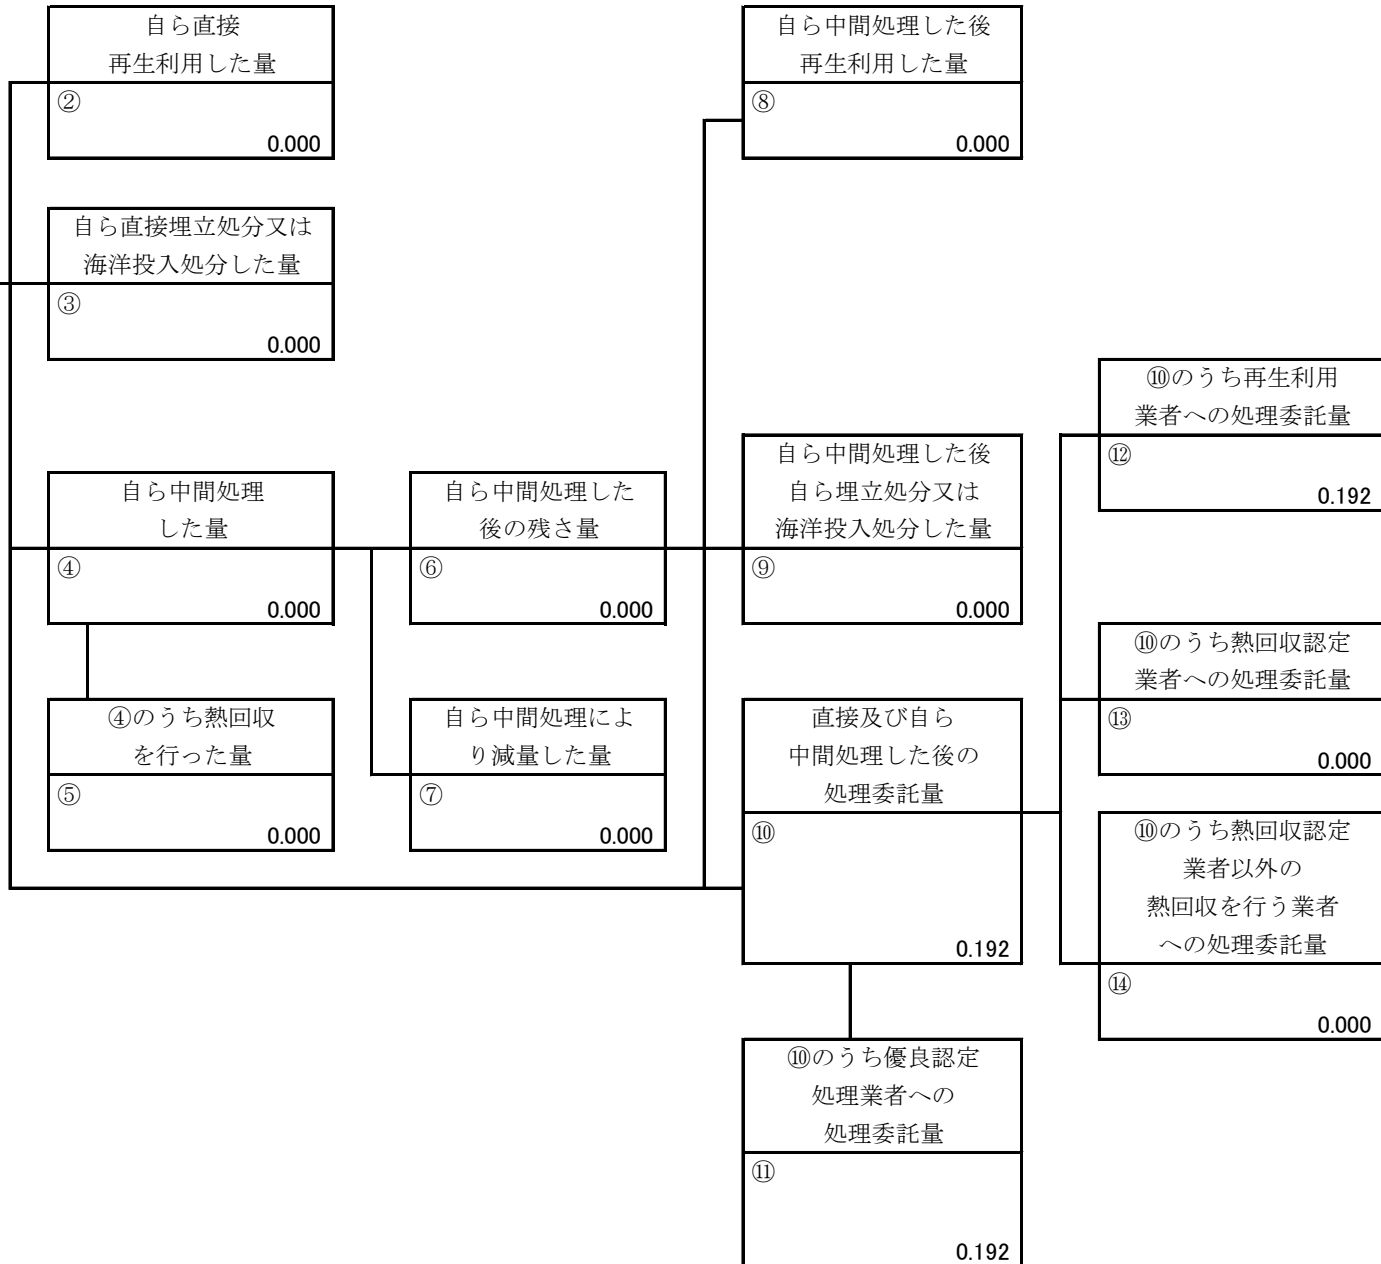 自ら直接
再生利用した量
②
0.000
自ら中間処理した後
再生利用した量
⑧
0.000
自ら直接埋立処分又は
海洋投入処分した量
③
0.000
⑩のうち再生利用
業者への処理委託量
⑫
0.192
自ら中間処理
した量
④
0.000
自ら中間処理した
後の残さ量
⑥
0.000
自ら中間処理した後
自ら埋立処分又は
海洋投入処分した量
⑨
0.000
⑩のうち熱回収認定
業者への処理委託量
⑬
0.000
④のうち熱回収
を行った量
⑤
0.000
自ら中間処理によ
り減量した量
⑦
0.000
直接及び自ら
中間処理した後の
処理委託量
⑩
0.192
⑩のうち熱回収認定
業者以外の
熱回収を行う業者
への処理委託量
⑭
0.000
⑩のうち優良認定
処理業者への
処理委託量
⑪
0.192